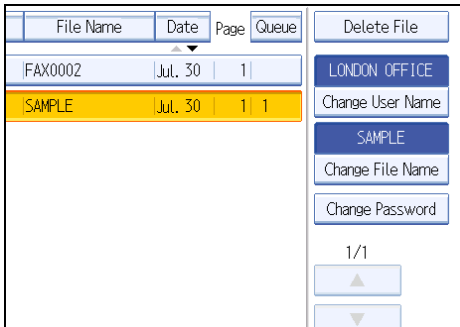 File Name Date Page Queue
FAX0002 Jul. 30 1
SAMPLE Jul. 30 1 1
Delete File
LONDON OFFICE
Change User Name
SAMPLE
Change File Name
Change Password
1/1